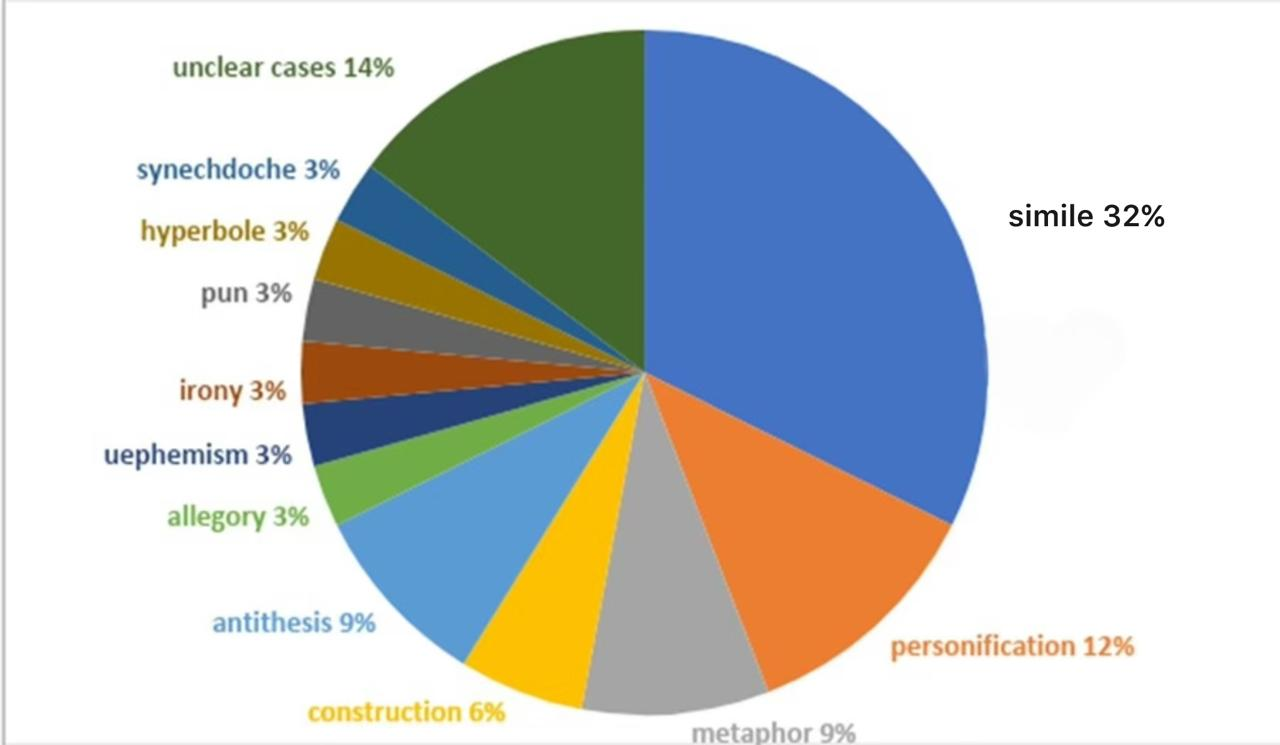 unclear cases 14%
synechdoche 3%
simile 32%
hyperbole 3%
pun 3%
irony 3%
uephemism 3%
allegory 3%
antithesis 9%
personification 12%
construction 6%
metaphor 9%